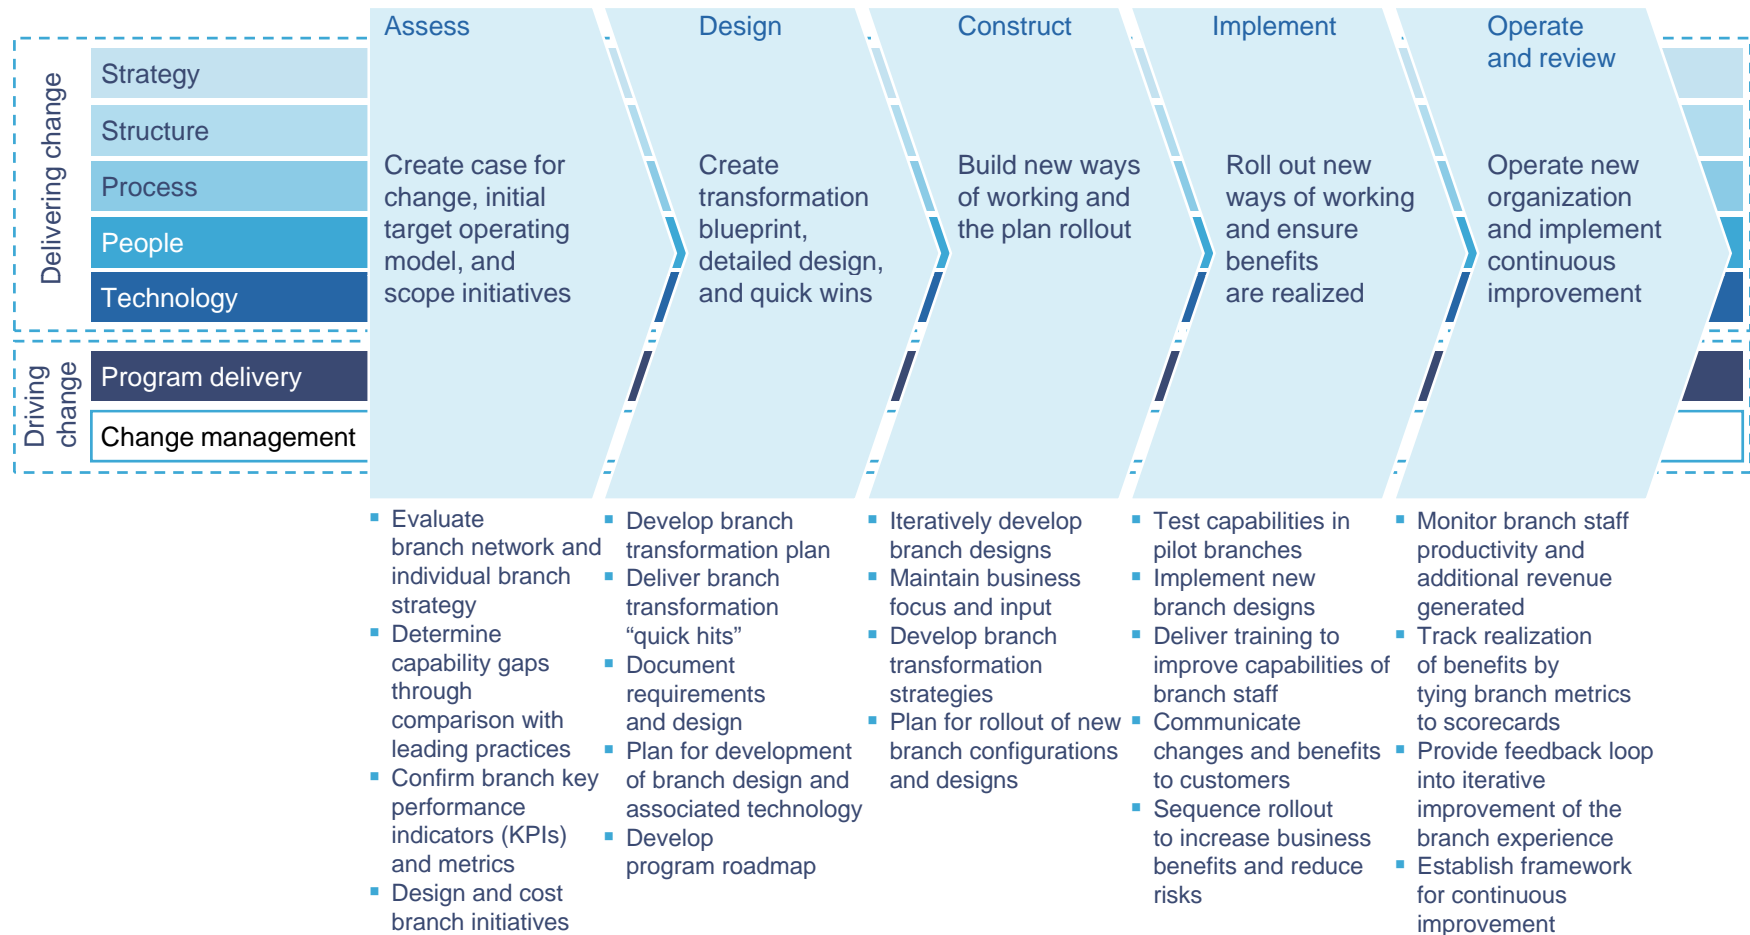 Assess
Design
Construct
Implement
Operate
and review
Delivering change
Strategy
Structure
Process
People
Technology
Driving
change
Program delivery
Change management
Create case for
change, initial
target operating
model, and
scope initiatives
Create
transformation
blueprint,
detailed design,
and quick wins
Build new ways
of working and
the plan rollout
Roll out new
ways of working
and ensure
benefits
are realized
Operate new
organization
and implement
continuous
improvement
▪ Evaluate
branch network and
individual branch
strategy
▪ Determine
capability gaps
through
comparison with
leading practices
▪ Confirm branch key
performance
indicators (KPIs)
and metrics
▪ Design and cost
branch initiatives
▪ Develop branch
transformation plan
▪ Deliver branch
transformation
“quick hits”
▪ Document
requirements
and design
▪ Plan for development
of branch design and
associated technology
▪ Develop
program roadmap
▪ Iteratively develop
branch designs
▪ Maintain business
focus and input
▪ Develop branch
transformation
strategies
▪ Plan for rollout of new
branch configurations
and designs
▪ Test capabilities in
pilot branches
▪ Implement new
branch designs
▪ Deliver training to
improve capabilities of
branch staff
▪ Communicate
changes and benefits
to customers
▪ Sequence rollout
to increase business
benefits and reduce
risks
▪ Monitor branch staff
productivity and
additional revenue
generated
▪ Track realization
of benefits by
tying branch metrics
to scorecards
▪ Provide feedback loop
into iterative
improvement of the
branch experience
▪ Establish framework
for continuous
improvement